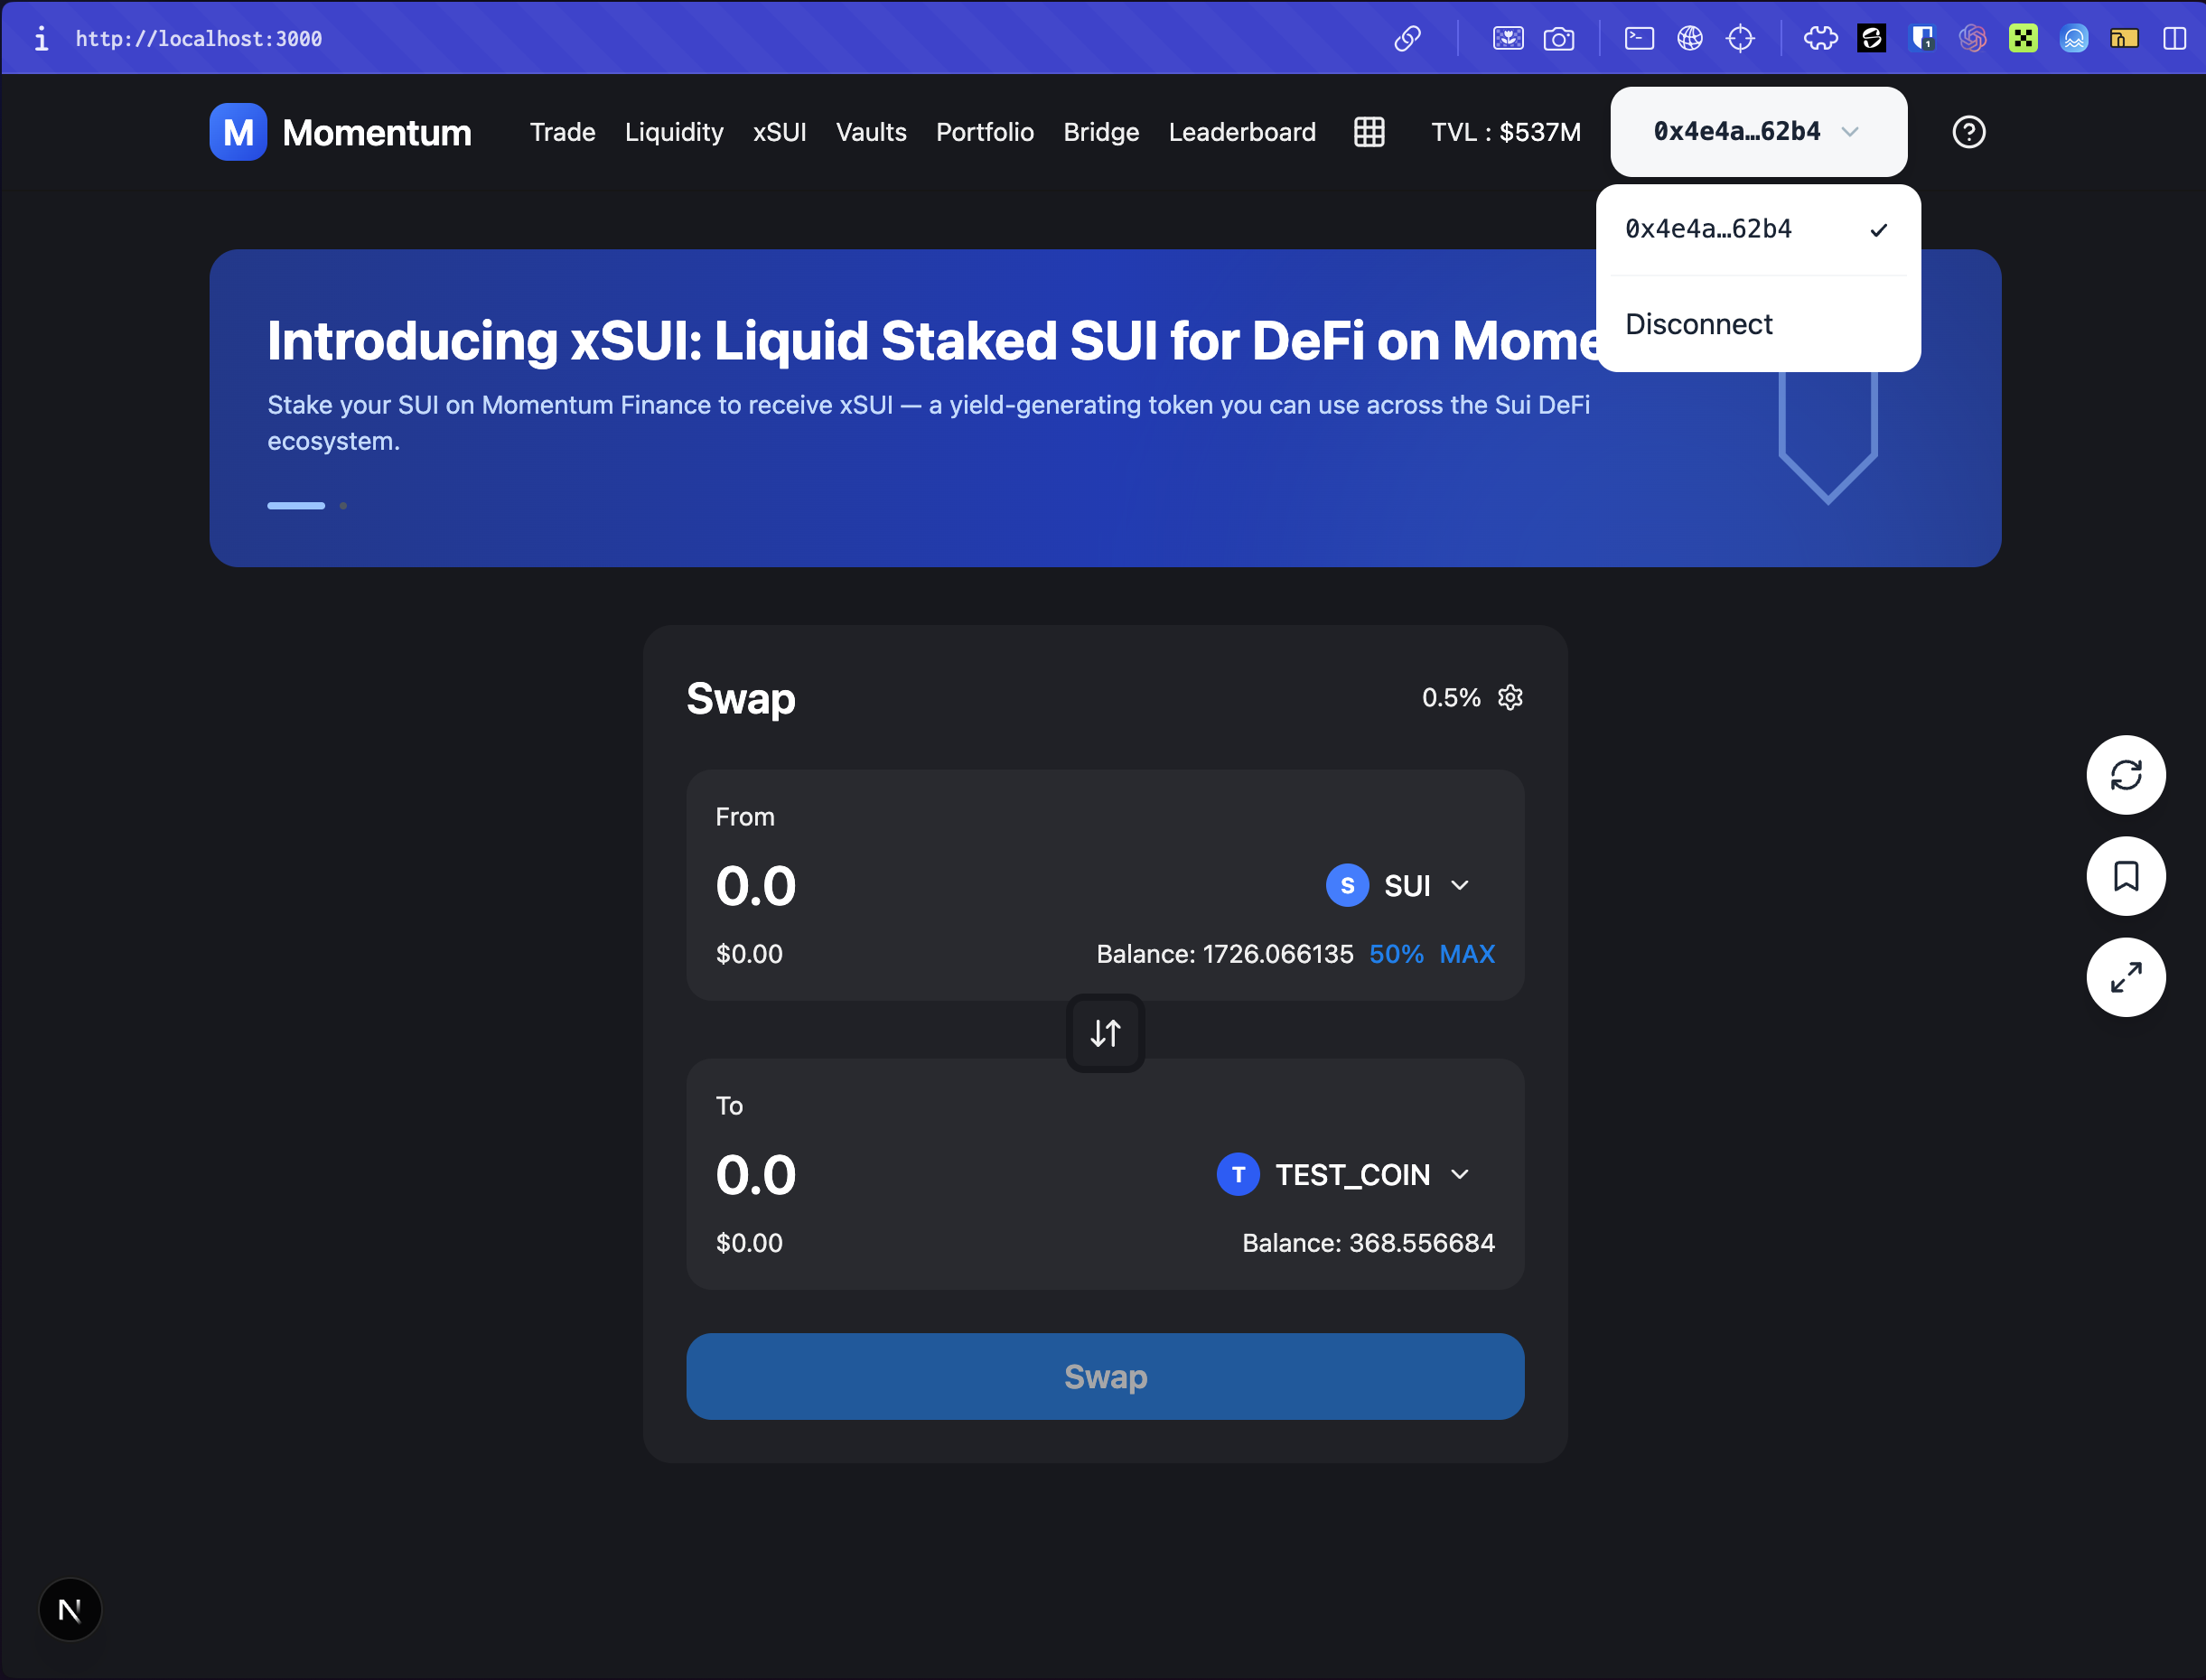 http://localhost:3000
1
M Momentum Trade Liquidity xSUI Vaults Portfolio Bridge Leaderboard TVL : $537M 0x4e4a…62b4
0x4e4a…62b4
Disconnect
Introducing xSUI: Liquid Staked SUI for DeFi on Mome
Stake your SUI on Momentum Finance to receive xSUI — a yield-generating token you can use across the Sui DeFi
ecosystem.
Swap 0.5%
From
0.0 S SUI
$0.00 Balance: 1726.066135 50% MAX
To
0.0 T TEST_COIN
$0.00 Balance: 368.556684
Swap
N